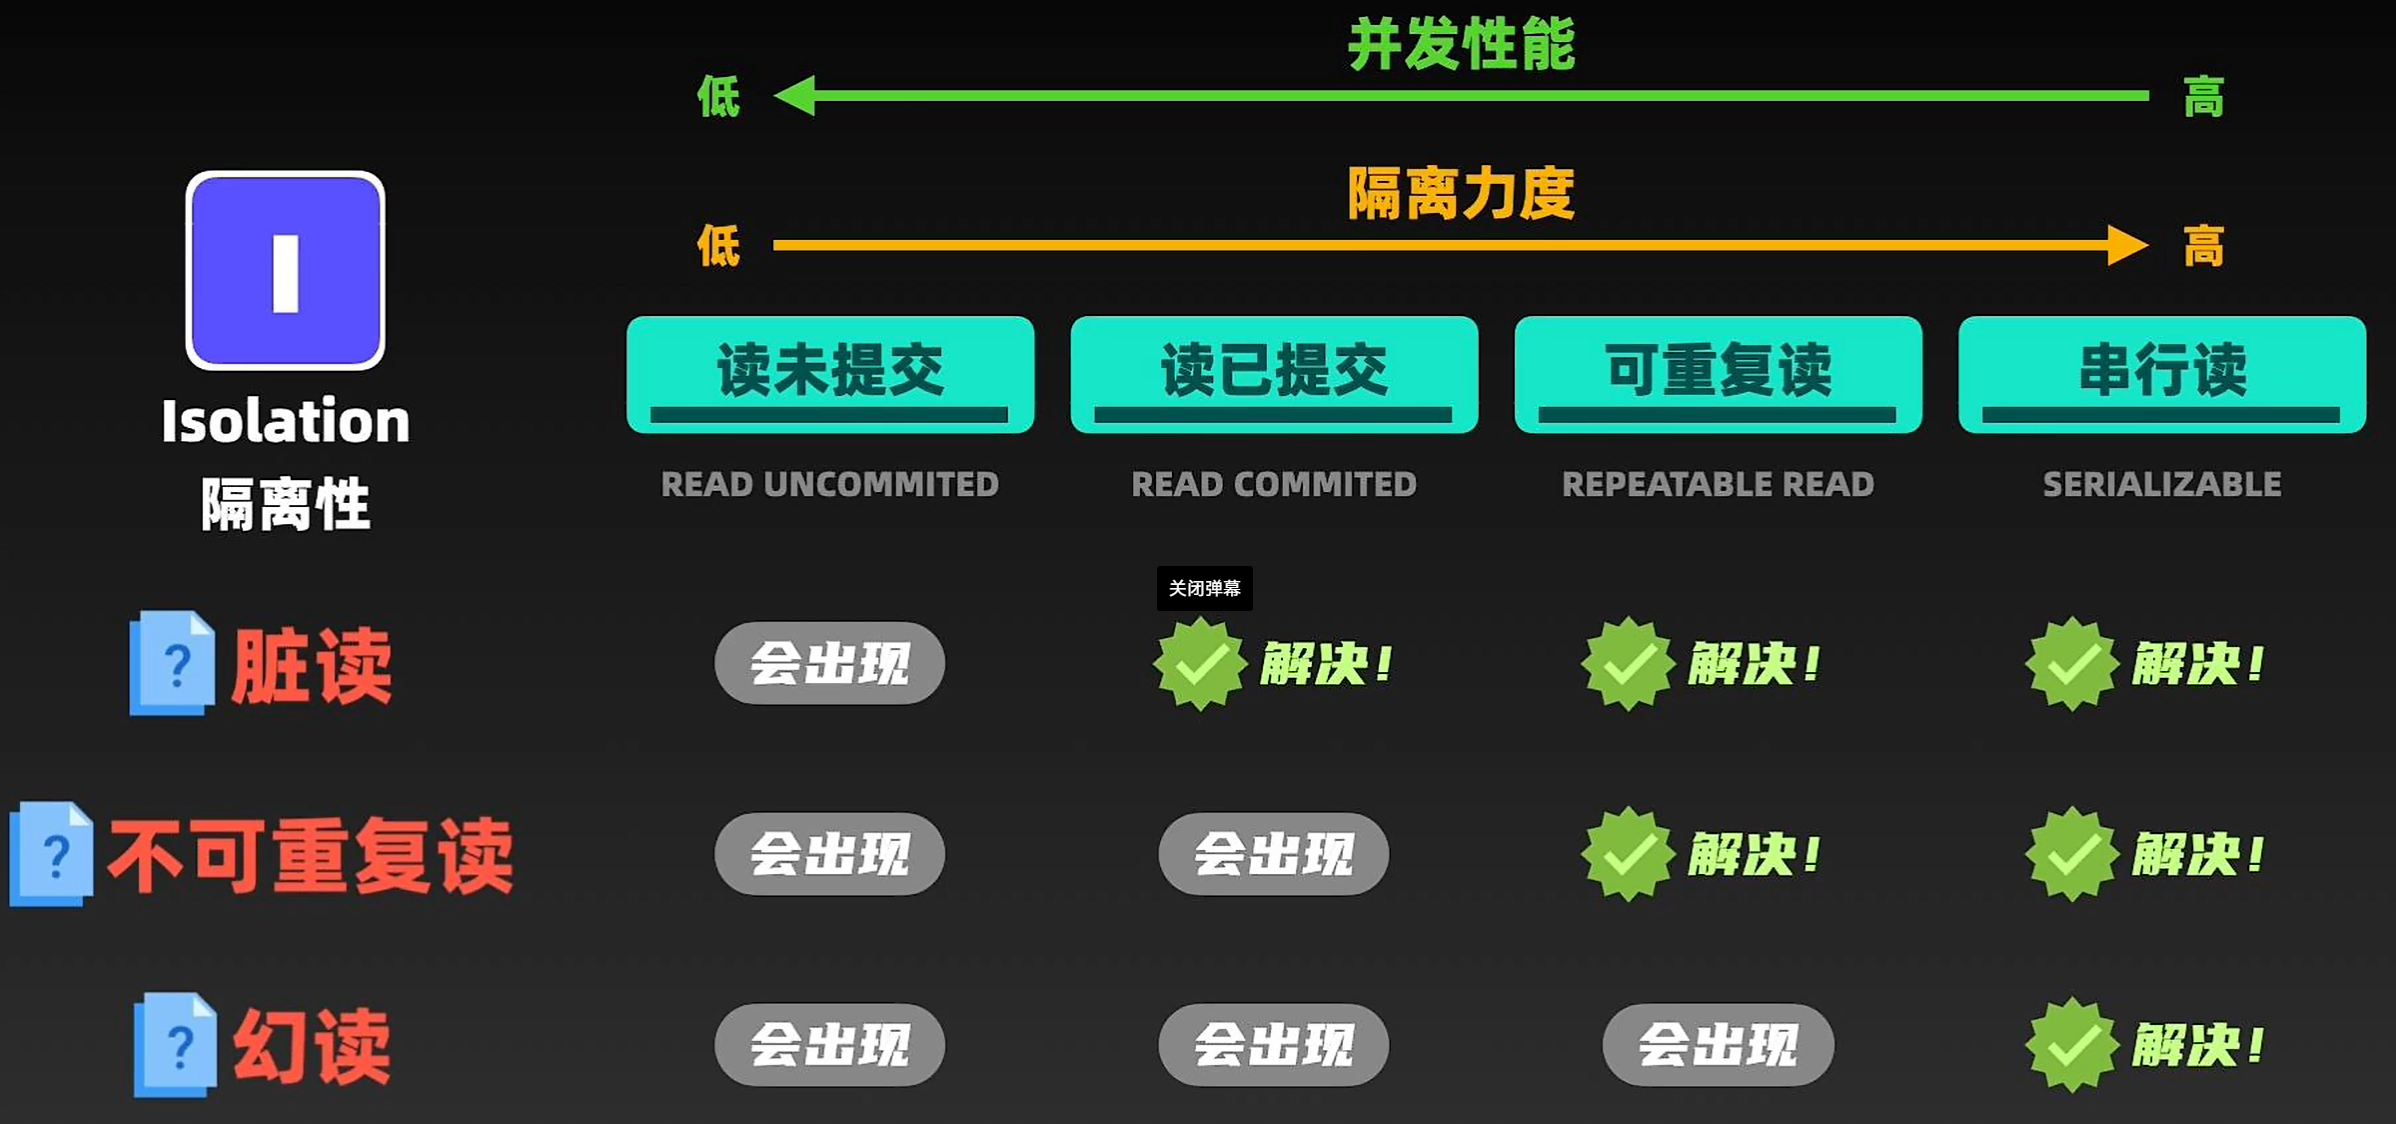 并发性能
低 高
隔离力度
低 高
I
Isolation
隔离性
读未提交 读已提交 可重复读 串行读
READ UNCOMMITED READ COMMITED REPEATABLE READ SERIALIZABLE
关闭弹幕
? 脏读 会出现 解决! 解决! 解决!
? 不可重复读 会出现 会出现 解决! 解决!
? 幻读 会出现 会出现 会出现 解决!